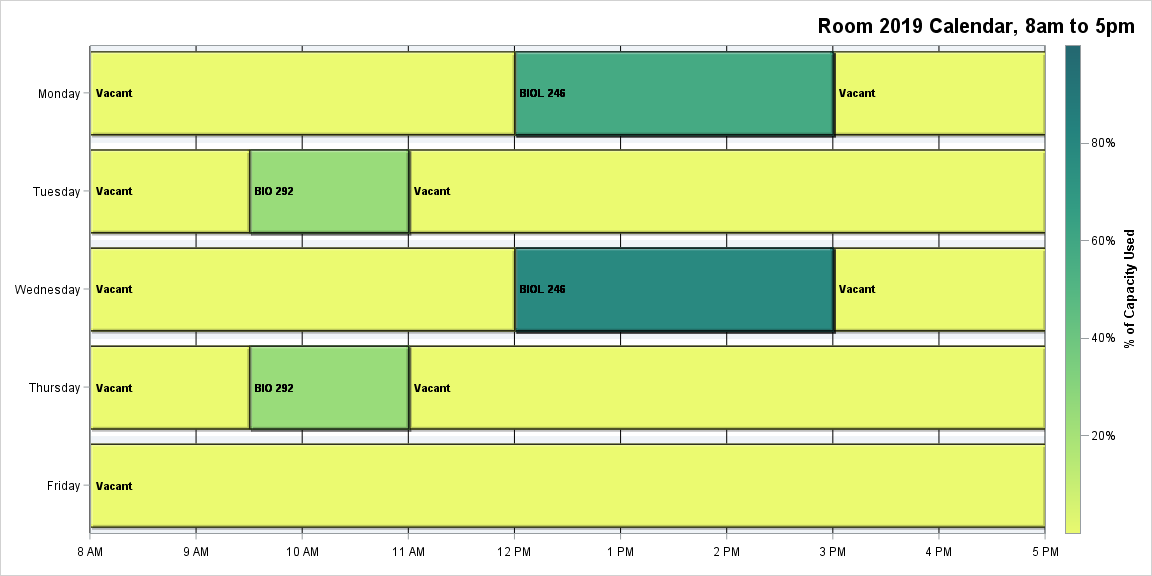 Room 2019 Calendar, 8am to 5pm
Monday
Vacant
BIOL 246
Vacant
Tuesday
Vacant
BIO 292
Vacant
Wednesday
Vacant
BIOL 246
Vacant
Thursday
Vacant
BIO 292
Vacant
Friday
Vacant
8 AM
9 AM
10 AM
11 AM
12 PM
1 PM
2 PM
3 PM
4 PM
5 PM
80%
60%
40%
20%
% of Capacity Used